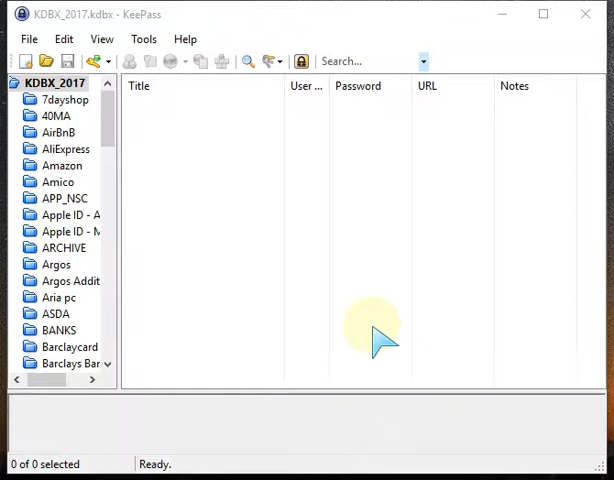 KDBX_2017.kdbx - KeePass
File Edit View Tools Help
Search...
KDBX_2017
7dayshop
40MA
AirBnB
AliExpress
Amazon
Amico
APP_NSC
Apple ID - A
Apple ID - M
ARCHIVE
Argos
Argos Addit
Aria pc
ASDA
BANKS
Barclaycard
Barclays Bar
Title User ... Password URL Notes
0 of 0 selected Ready.